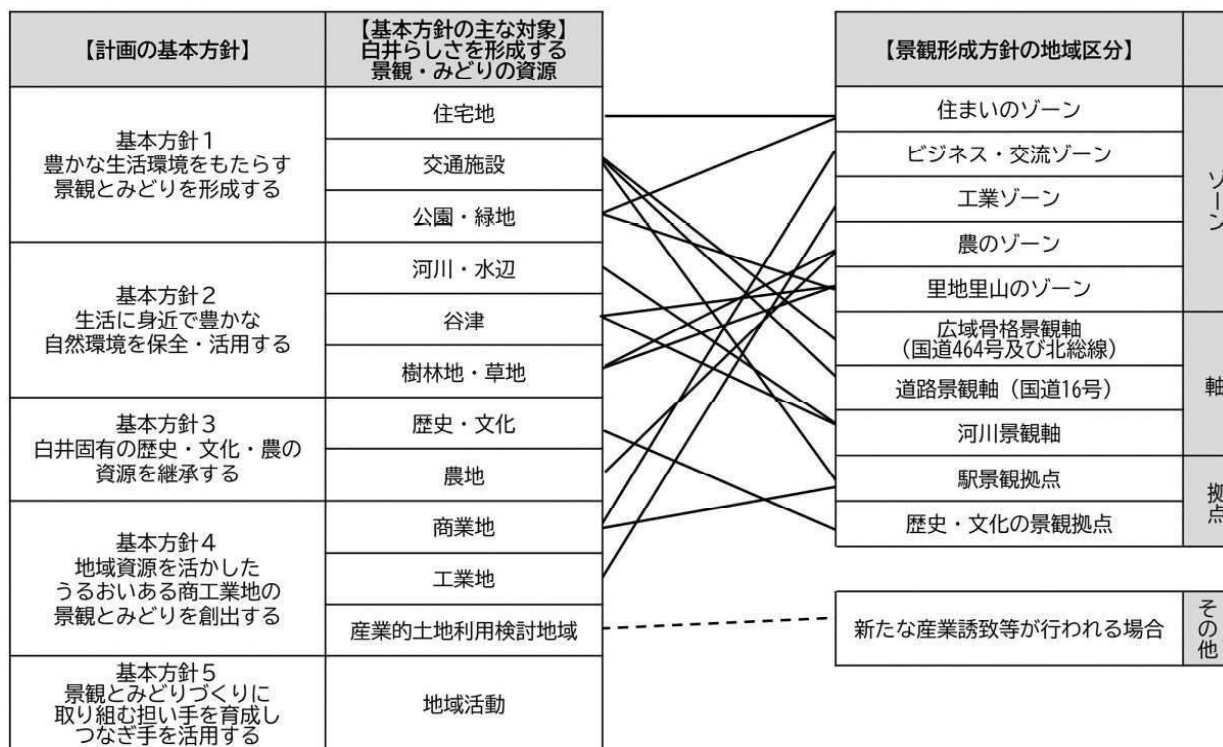 【計画の基本方針】
【基本方針の主な対象】
白井らしさを形成する
景観・みどりの資源
基本方針1
豊かな生活環境をもたらす
景観とみどりを形成する
住宅地
交通施設
公園・緑地
基本方針2
生活に身近で豊かな
自然環境を保全・活用する
河川・水辺
谷津
樹林地・草地
基本方針3
白井固有の歴史・文化・農の
資源を継承する
歴史・文化
農地
基本方針4
地域資源を活かした
うるおいある商工業地の
景観とみどりを創出する
商業地
工業地
産業的土地利用検討地域
基本方針5
景観とみどりづくりに
取り組む担い手を育成し
つなぎ手を活用する
地域活動
【景観形成方針の地域区分】
住まいのゾーン
ビジネス・交流ゾーン
工業ゾーン
農のゾーン
里地里山のゾーン
ゾーン
広域骨格景観軸
(国道464号及び北総線)
道路景観軸（国道16号）
河川景観軸
軸
駅景観拠点
歴史・文化の景観拠点
拠点
新たな産業誘致等が行われる場合
その他